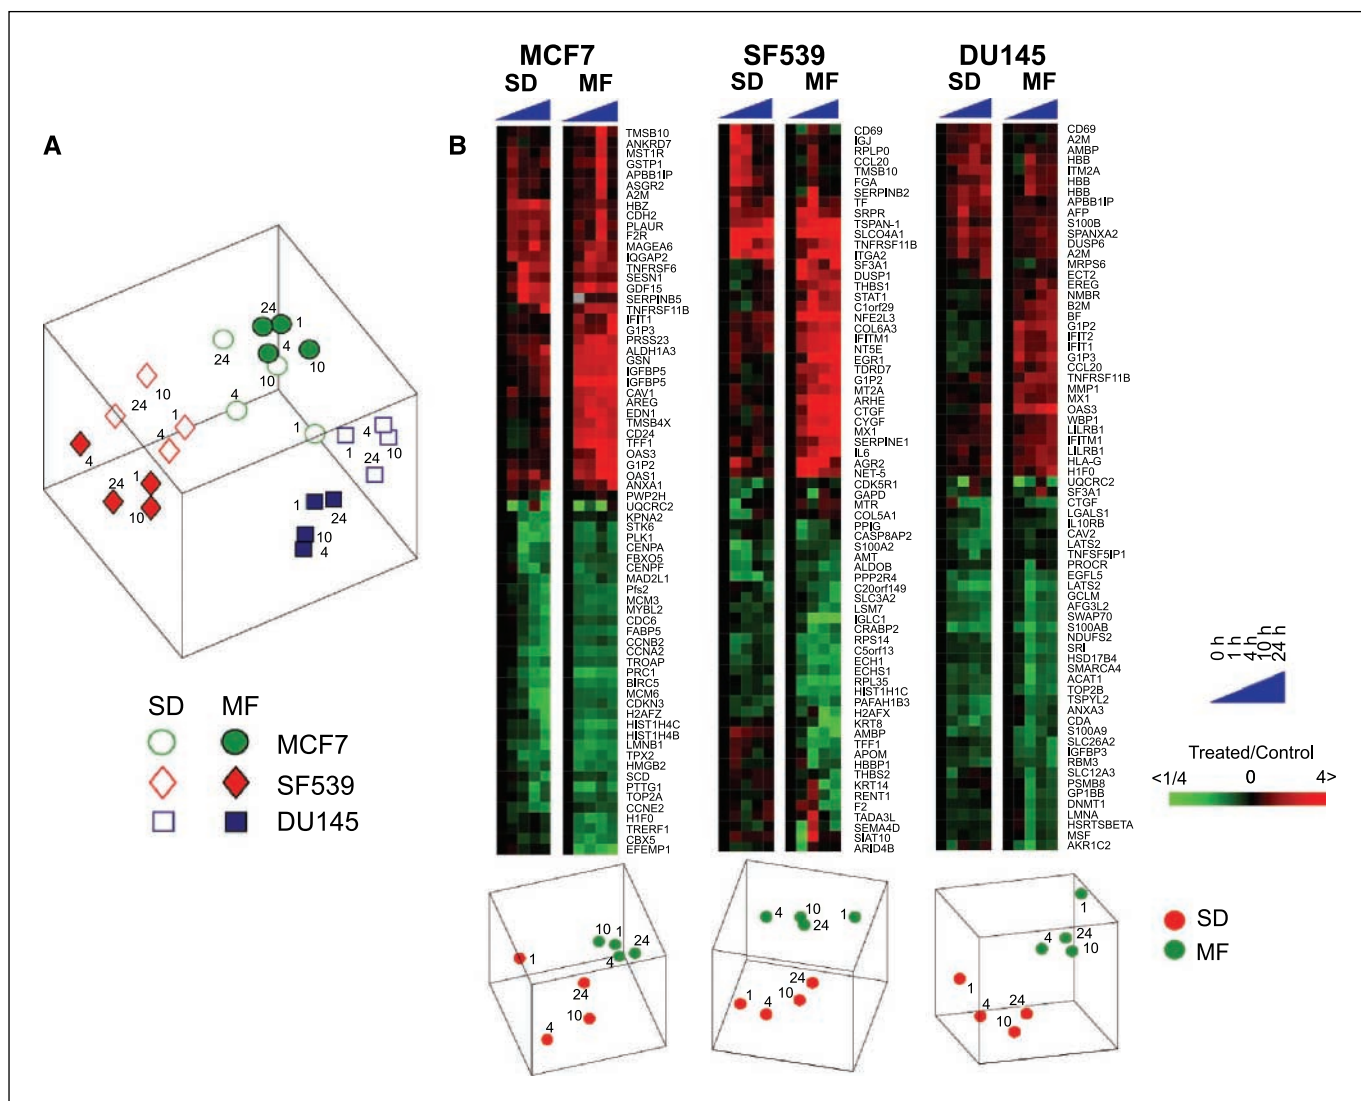 A
24
1
24
4
10
10
10
4
24
1
4
4
1
24
10
1
4
10
24
1
24
10
4
SD MF
MCF7
SF539
DU145
B
MCF7 SF539 DU145
SD MF SD MF SD MF
TMSB10
ANKRD7
MST1R
GSTP1
APBB1IP
ASGR2
A2M
HBZ
CDH2
PLAUR
F2R
MAGEA6
IQGAP2
TNFRSF6
SESN1
GDF15
SERPINB5
TNFRSF11B
IFIT1
G1P3
PRSS23
ALDH1A3
GSN
IGFBP5
IGFBP5
CAV1
AREG
EDN1
TMSB4X
CD24
TFF1
OAS3
G1P2
OAS1
ANXA1
PWP2H
UQCRC2
KPNA2
STK6
PLK1
CENPA
FBXO5
CENPF
MAD2L1
Pfs2
MCM3
MYBL2
CDC6
FABP5
CCNB2
CCNA2
TROAP
PRC1
BIRC5
MCM6
CDKN3
H2AFZ
HIST1H4C
HIST1H4B
LMNB1
TPX2
HMGB2
SCD
PTTG1
TOP2A
CCNE2
H1F0
TRERF1
CBX5
EFEMP1
CD69
IGJ
RPLP0
CCL20
TMSB10
FGA
SERPINB2
TF
SRPR
TSPAN-1
SLCO4A1
TNFRSF11B
ITGA2
SF3A1
DUSP1
THBS1
STAT1
C1orf29
NFE2L3
COL6A3
IFITM1
NT5E
EGR1
TDRD7
G1P2
MT2A
ARHE
CTGF
CYGF
MX1
SERPINE1
IL6
AGR2
NET-5
CDK5R1
GAPD
MTR
COL5A1
PPIG
CASP8AP2
S100A2
AMT
ALDOB
PPP2R4
C20orf149
SLC3A2
LSM7
IGLC1
CRABP2
RPS14
C5orf13
ECH1
ECHS1
RPL35
HIST1H1C
PAFAH1B3
H2AFX
KRT8
AMBP
TFF1
APOM
HBBP1
THBS2
KRT14
RENT1
F2
TADA3L
SEMA4D
SIAT10
ARID4B
CD69
A2M
AMBP
HBB
ITM2A
HBB
HBB
APBB1IP
AFP
S100B
SPANXA2
DUSP6
A2M
MRPS6
ECT2
EREG
NMBR
B2M
BF
G1P2
IFIT2
IFIT1
G1P3
CCL20
TNFRSF11B
MMP1
MX1
OAS3
WBP1
LILRB1
IFITM1
LILRB1
HLA-G
H1F0
UQCRC2
SF3A1
CTGF
LGALS1
IL10RB
CAV2
LATS2
TNFSF5IP1
PROCR
EGFL5
LATS2
GCLM
AFG3L2
SWAP70
S100AB
NDUFS2
SRI
HSD17B4
SMARCA4
ACAT1
TOP2B
TSPYL2
ANXA3
CDA
S100A9
SLC26A2
IGFBP3
RBM3
SLC12A3
PSMB8
GP1BB
DNMT1
LMNA
HSRTSBETA
MSF
AKR1C2
0 h
1 h
4 h
10 h
24 h
Treated/Control
<1/4 0 4>
10 1 24
4
1
24
10
4
4 10 1
24
24
1 10
4
1
4 24
10
1
4 24
10
SD
MF